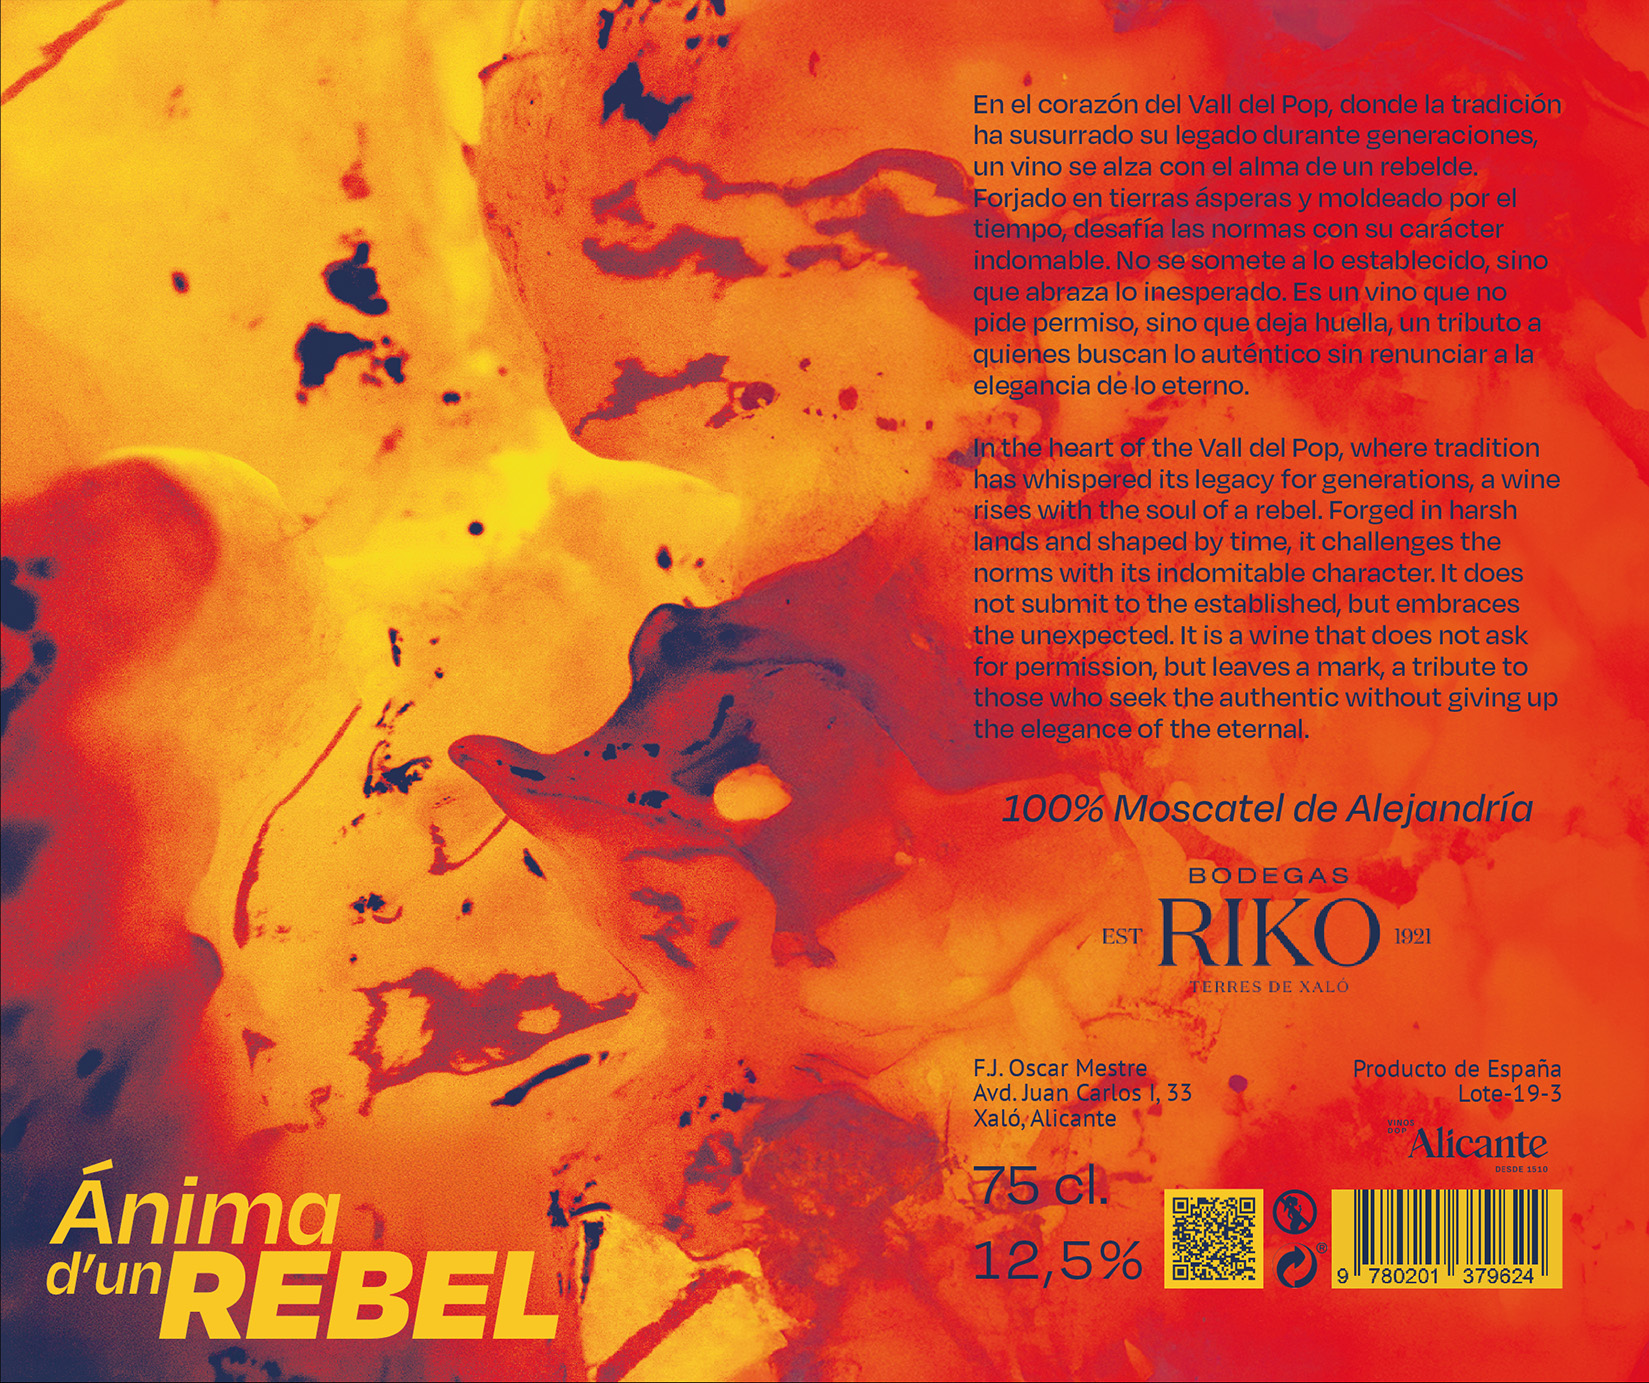 En el corazón del Vall del Pop, donde la tradición
ha susurrado su legado durante generaciones,
un vino se alza con el alma de un rebelde.
Forjado en tierras ásperas y moldeado por el
tiempo, desafía las normas con su carácter
indomable. No se somete a lo establecido, sino
que abraza lo inesperado. Es un vino que no
pide permiso, sino que deja huella, un tributo a
quienes buscan lo auténtico sin renunciar a la
elegancia de lo eterno.
In the heart of the Vall del Pop, where tradition
has whispered its legacy for generations, a wine
rises with the soul of a rebel. Forged in harsh
lands and shaped by time, it challenges the
norms with its indomitable character. It does
not submit to the established, but embraces
the unexpected. It is a wine that does not ask
for permission, but leaves a mark, a tribute to
those who seek the authentic without giving up
the elegance of the eternal.
100% Moscatel de Alejandría
BODEGAS
EST RIKO 1921
TERRES DE XALÓ
F.J. Oscar Mestre
Avd. Juan Carlos I, 33
Xaló, Alicante
Producto de España
Lote-19-3
VINOS
DOP
Alicante
DESDE 1510
75 cl.
12,5%
®
9 780201 379624
Ánima
d'un REBEL